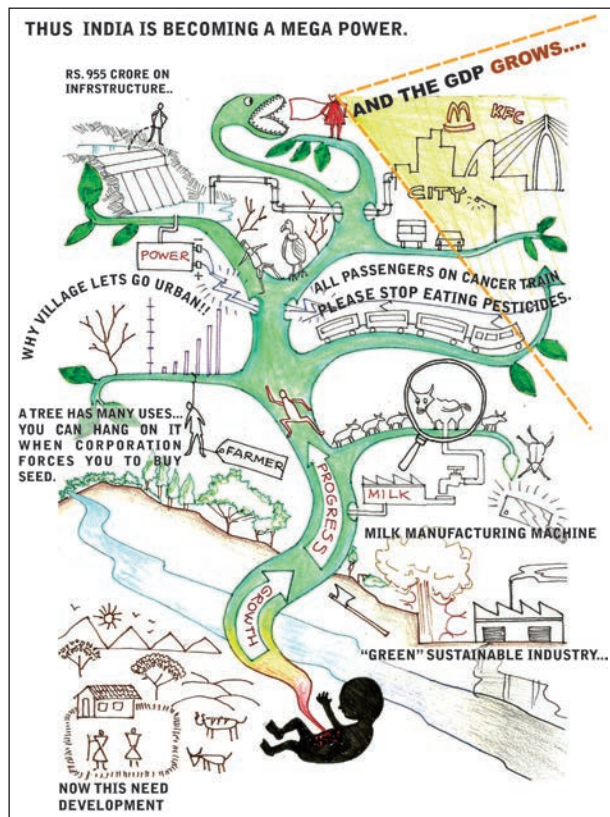 THUS INDIA IS BECOMING A MEGA POWER.
RS. 955 CRORE ON
INFRSTRUCTURE..
AND THE GDP GROWS....
M
KFC
CITY
POWER
WHY VILLAGE LETS GO URBAN!!
ALL PASSENGERS ON CANCER TRAIN
PLEASE STOP EATING PESTICIDES.
A TREE HAS MANY USES...
YOU CAN HANG ON IT
WHEN CORPORATION
FORCES YOU TO BUY
SEED.
FARMER
PROGRESS
MILK
MILK MANUFACTURING MACHINE
GROWTH
"GREEN" SUSTAINABLE INDUSTRY...
NOW THIS NEED
DEVELOPMENT